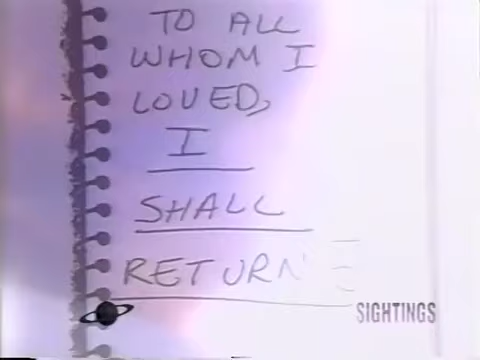 TO ALL
WHOM I
LOVED,
I
SHALL
RETURN
SIGHTINGS